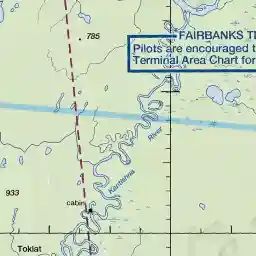 785
FAIRBANKS T
Pilots are encouraged t
Terminal Area Chart for
River
Kantishna
933
cabin
Toklat